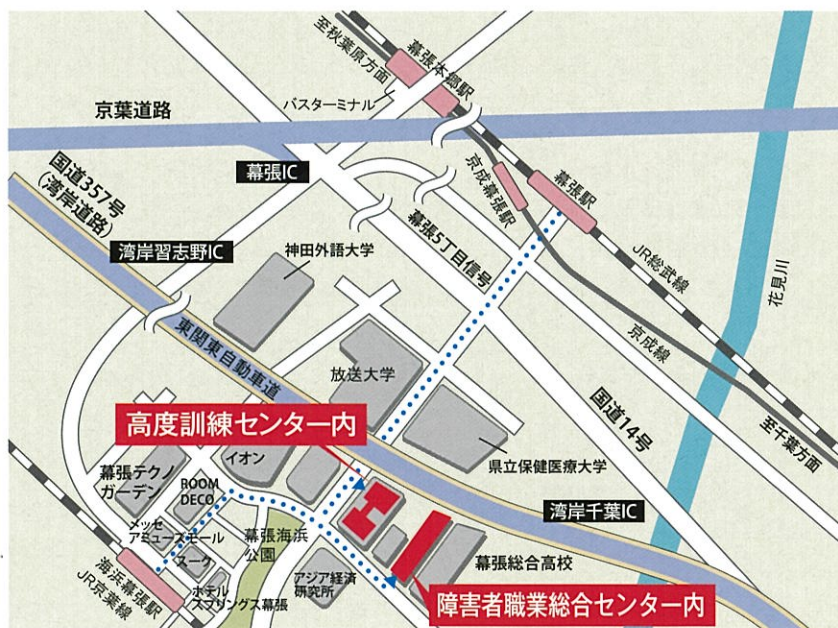 至秋葉原方面
幕張本郷駅
バスターミナル
京葉道路
幕張IC
国道357号
(湾岸道路)
京成幕張駅
幕張駅
幕張5丁目信号
JR総武線
花見川
湾岸習志野IC
神田外語大学
東関東自動車道
京成線
放送大学
国道14号
至千葉方面
高度訓練センター内
県立保健医療大学
幕張テクノ
ガーデン
イオン
ROOM
DECO
湾岸千葉IC
メッセ
アミューズモール
スーク
幕張海浜
公園
海浜幕張駅
JR京葉線
ホテル
スプリングス幕張
アジア経済
研究所
幕張総合高校
障害者職業総合センター内